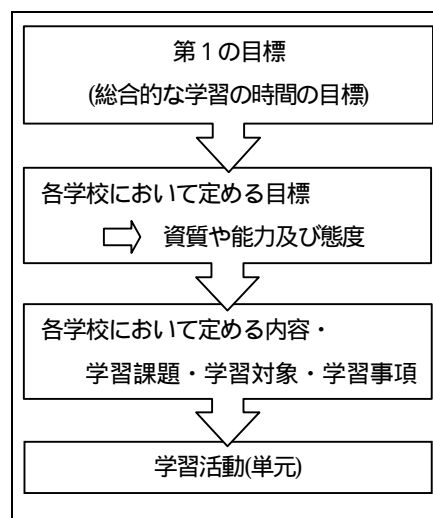 第1の目標
(総合的な学習の時間の目標)
各学校において定める目標
資質や能力及び態度
各学校において定める内容・
学習課題・学習対象・学習事項
学習活動(単元)